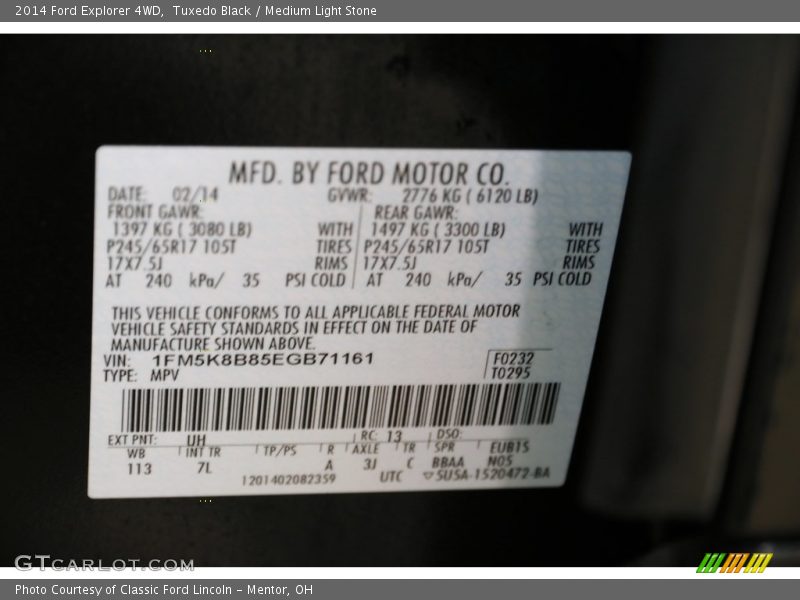 2014 Ford Explorer 4WD,  Tuxedo Black / Medium Light Stone
MFD. BY FORD MOTOR CO.
DATE: 02/14 GVWR: 2776 KG ( 6120 LB)
FRONT GAWR: REAR GAWR:
1397 KG ( 3080 LB) WITH 1497 KG ( 3300 LB) WITH
P245/65R17 105T TIRES P245/65R17 105T TIRES
17X7.5J RIMS 17X7.5J RIMS
AT 240 kPa/ 35 PSI COLD AT 240 kPa/ 35 PSI COLD
THIS VEHICLE CONFORMS TO ALL APPLICABLE FEDERAL MOTOR
VEHICLE SAFETY STANDARDS IN EFFECT ON THE DATE OF
MANUFACTURE SHOWN ABOVE.
VIN: 1FM5K8B85EGB71161 F0232
TYPE: MPV T0295
EXT PNT: UH RC: 13 DSO:
WB INT TR TP/PS R AXLE TR SPR EUB15
113 7L A 3J C BBAA N05
1201402082359 UTC ▽SUSA-1520472-BA
GTCarLot.com
Photo Courtesy of Classic Ford Lincoln - Mentor, OH